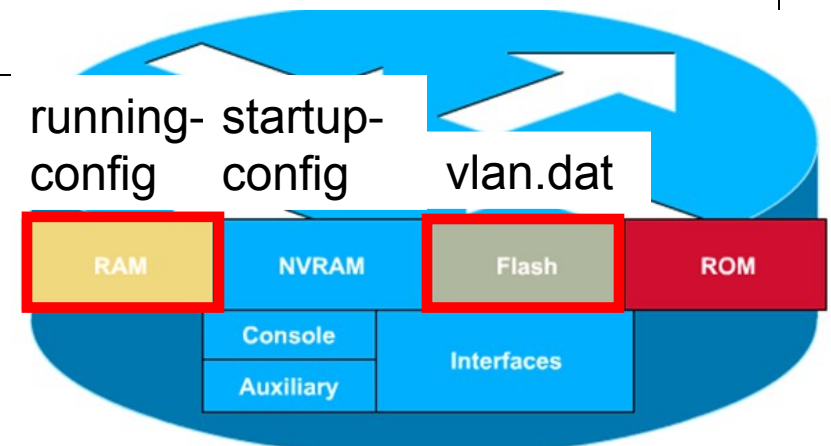 running- startup-
config config vlan.dat
RAM NVRAM Flash ROM
Console
Interfaces
Auxiliary